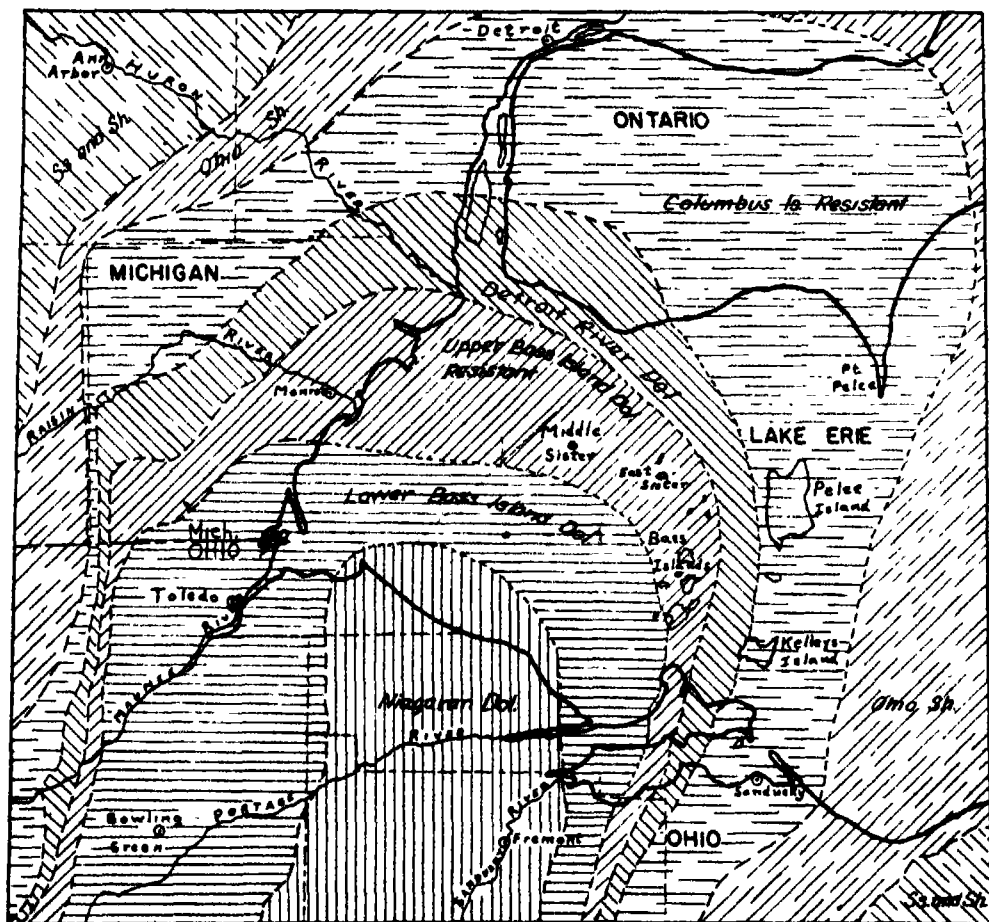 Detroit
Ann
Arbor
HURON
RIVER
ONTARIO
Ss and Sh.
Ohio Sh.
Columbus ls. Resistant
MICHIGAN
Detroit River Dol
Upper Bass Island Dol.
Resistant
RIVER
RAISIN
Monroe
Pt.
Pelee
Middle
Sister
LAKE ERIE
East
Sister
Pelee
Island
Lower Bass Island Dol.
Mich.
OHIO
Bass
Islands
Toledo
MAUMEE RIV
Kelleys
Island
Niagaran Dol.
RIVER
PORTAGE
Sandusky
Bowling
Green
SANDUSKY RIVER
Fremont
OHIO
Ss and Sh